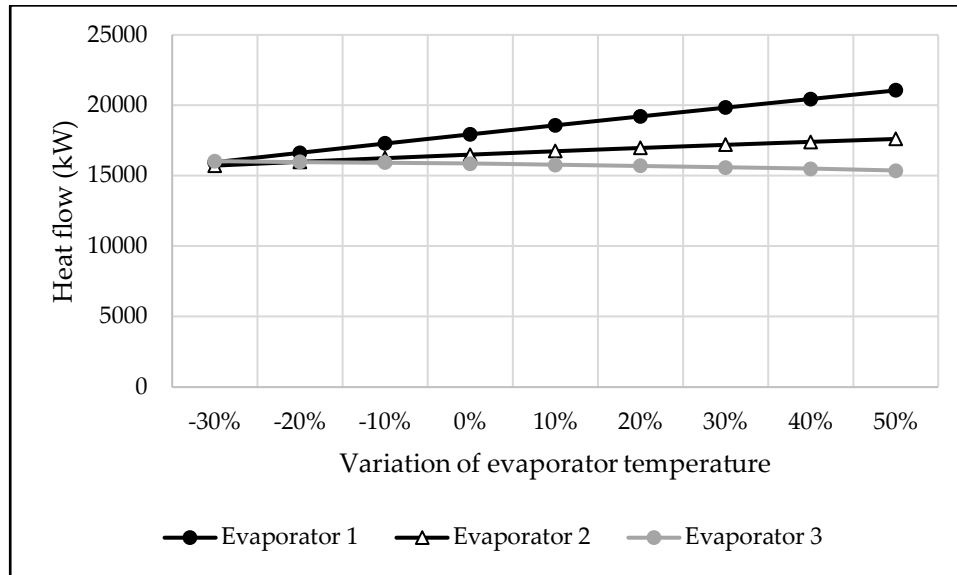 25000
20000
15000
10000
5000
0
Heat flow (kW)
-30% -20% -10% 0% 10% 20% 30% 40% 50%
Variation of evaporator temperature
Evaporator 1 Evaporator 2 Evaporator 3